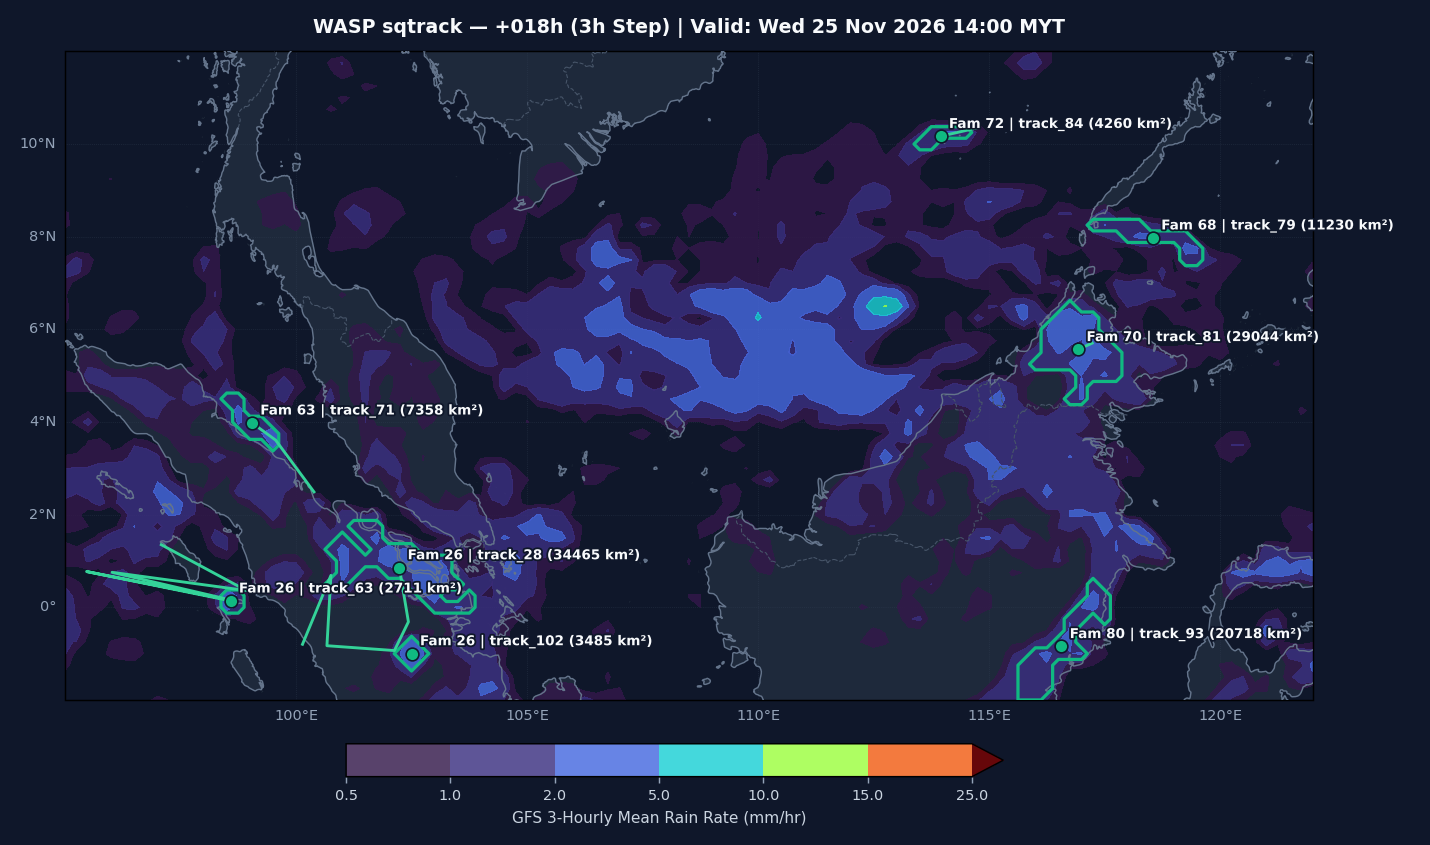 WASP sqtrack — +018h (3h Step) | Valid: Wed 25 Nov 2026 14:00 MYT
Fam 72 | track_84 (4260 km²)
10°N
Fam 68 | track_79 (11230 km²)
8°N
6°N
Fam 70 | track_81 (29044 km²)
Fam 63 | track_71 (7358 km²)
4°N
2°N
Fam 26 | track_28 (34465 km²)
Fam 26 | track_63 (2711 km²)
0°
Fam 80 | track_93 (20718 km²)
Fam 26 | track_102 (3485 km²)
100°E 105°E 110°E 115°E 120°E
0.5 1.0 2.0 5.0 10.0 15.0 25.0
GFS 3-Hourly Mean Rain Rate (mm/hr)